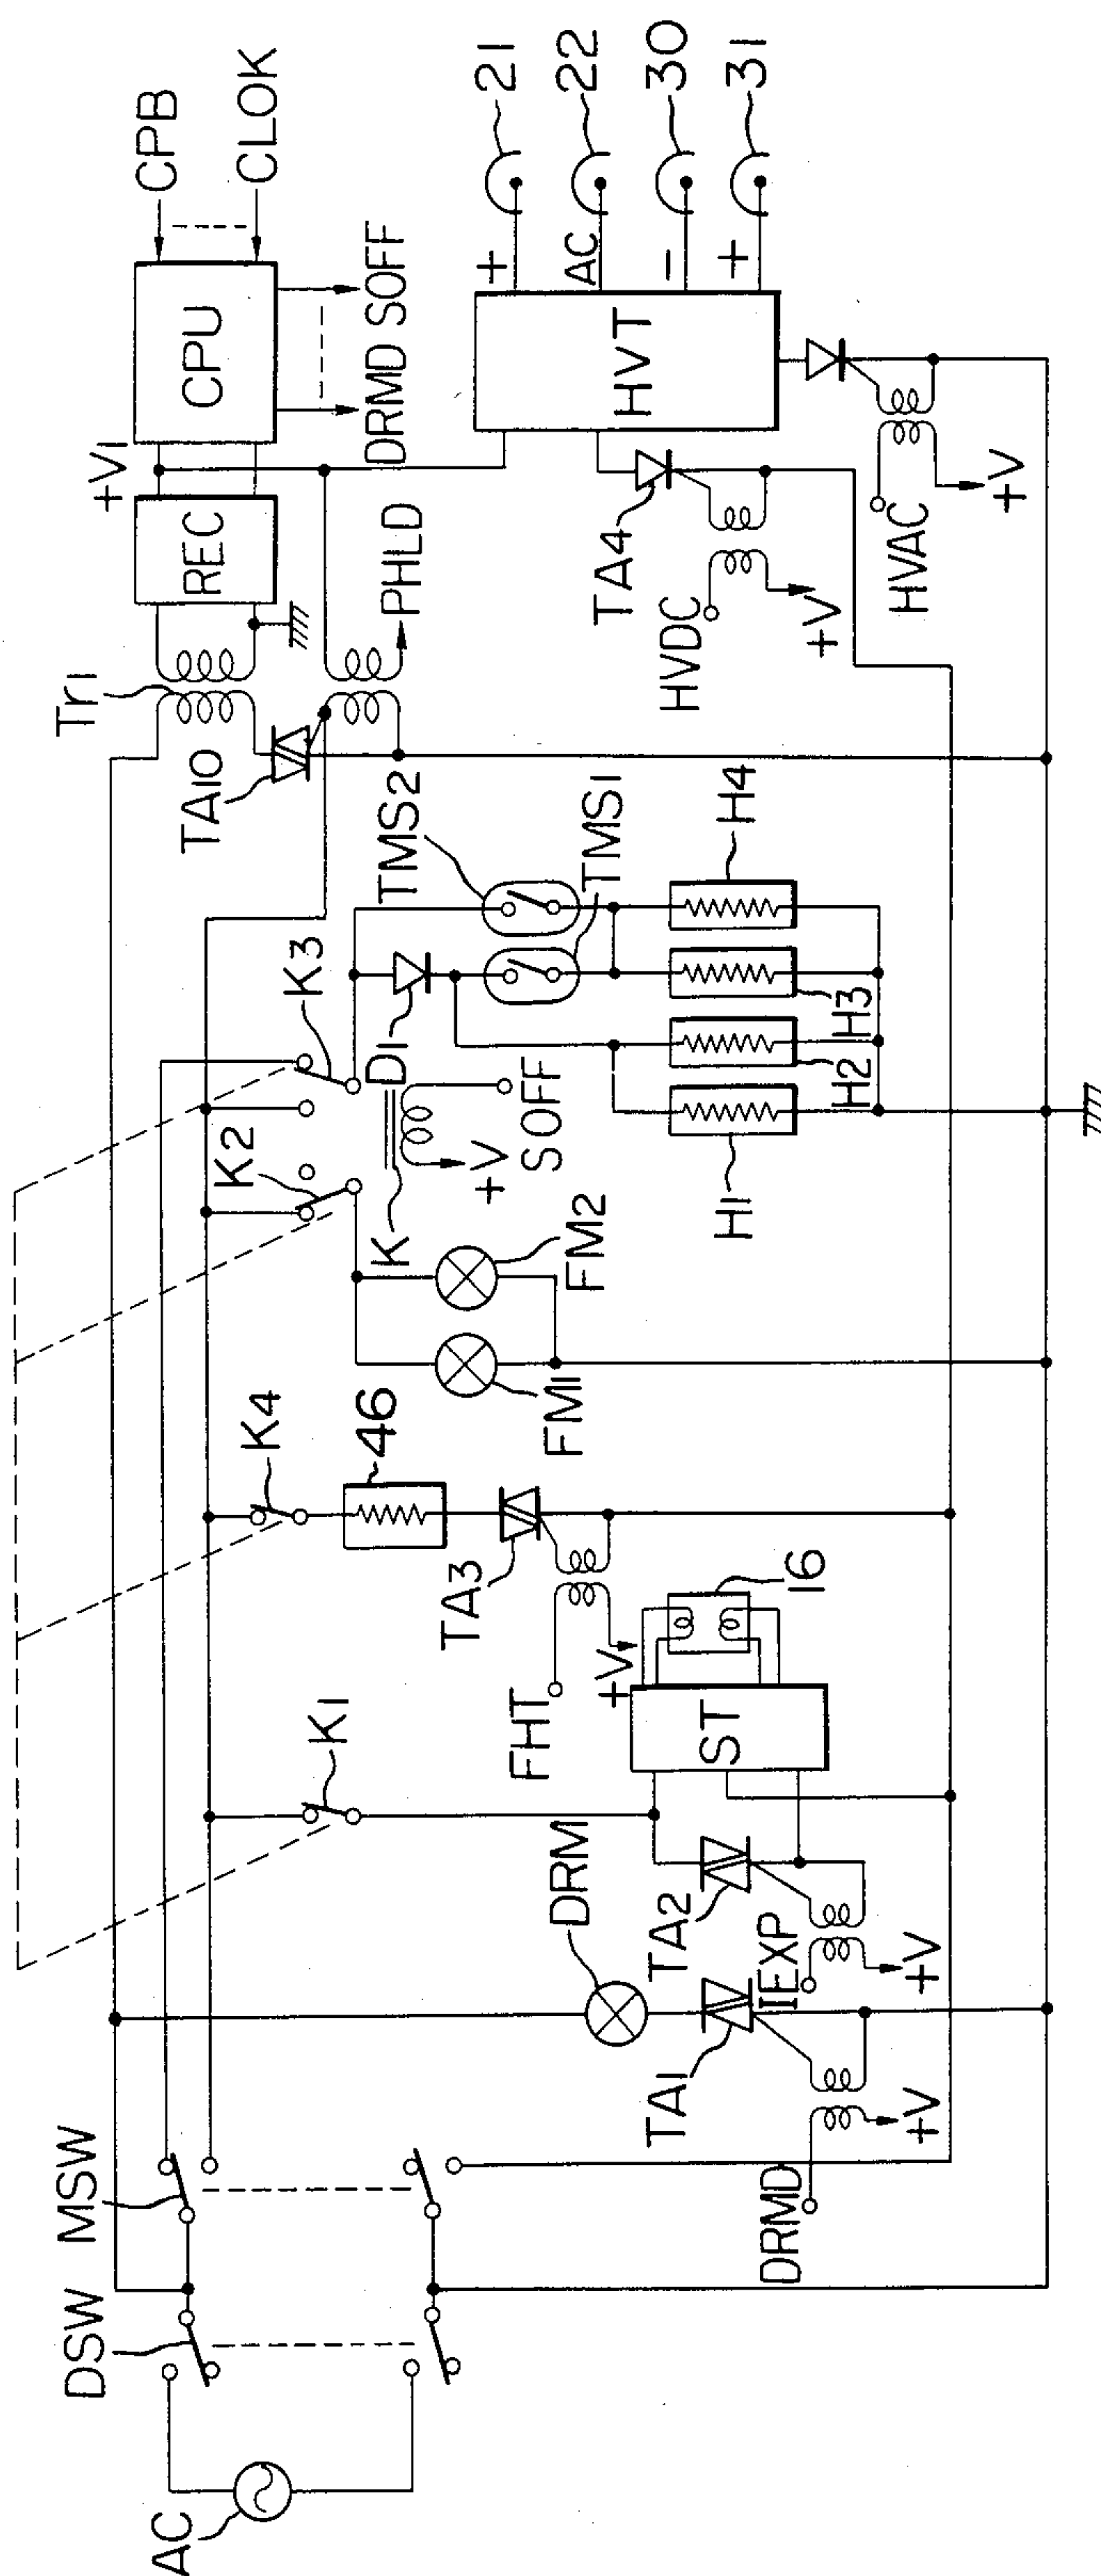 AC
DSW
MSW
DRMD
+V
TA1
DRM
IEXP
+V
TA2
K1
ST
16
FHT
+V
TA3
K4
46
FM1
FM2
K2
K
+V
SOFF
D1
K3
H1
H2
H3
H4
TMS2
TMS1
TA10
Tr1
REC
+V1
PHLD
CPU
CPB
CLOK
DRMD
SOFF
HVDC
+V
TA4
HVT
HVAC
+V
+
21
AC
22
−
30
+
31